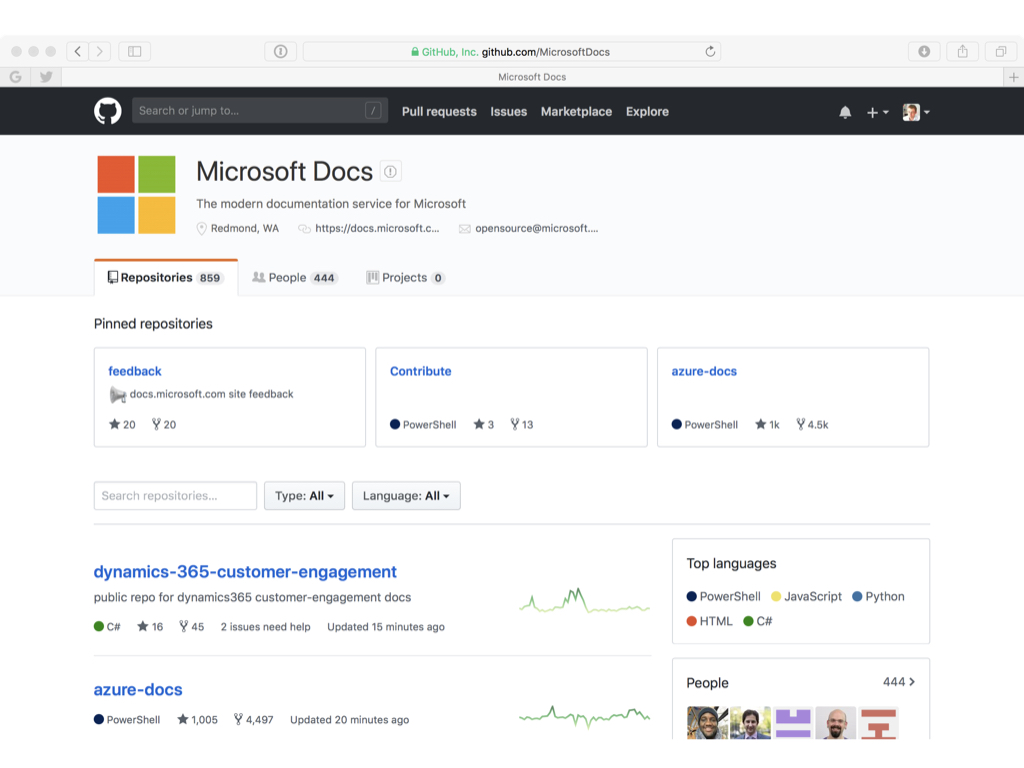 GitHub, Inc. github.com/MicrosoftDocs
G
Microsoft Docs
Search or jump to... /
Pull requests Issues Marketplace Explore
Microsoft Docs
The modern documentation service for Microsoft
Redmond, WA https://docs.microsoft.c... opensource@microsoft....
Repositories 859 People 444 Projects 0
Pinned repositories
feedback
docs.microsoft.com site feedback
20 20
Contribute
PowerShell 3 13
azure-docs
PowerShell 1k 4.5k
Search repositories... Type: All Language: All
dynamics-365-customer-engagement
public repo for dynamics365 customer-engagement docs
C# 16 45 2 issues need help Updated 15 minutes ago
azure-docs
PowerShell 1,005 4,497 Updated 20 minutes ago
Top languages
PowerShell JavaScript Python
HTML C#
People 444